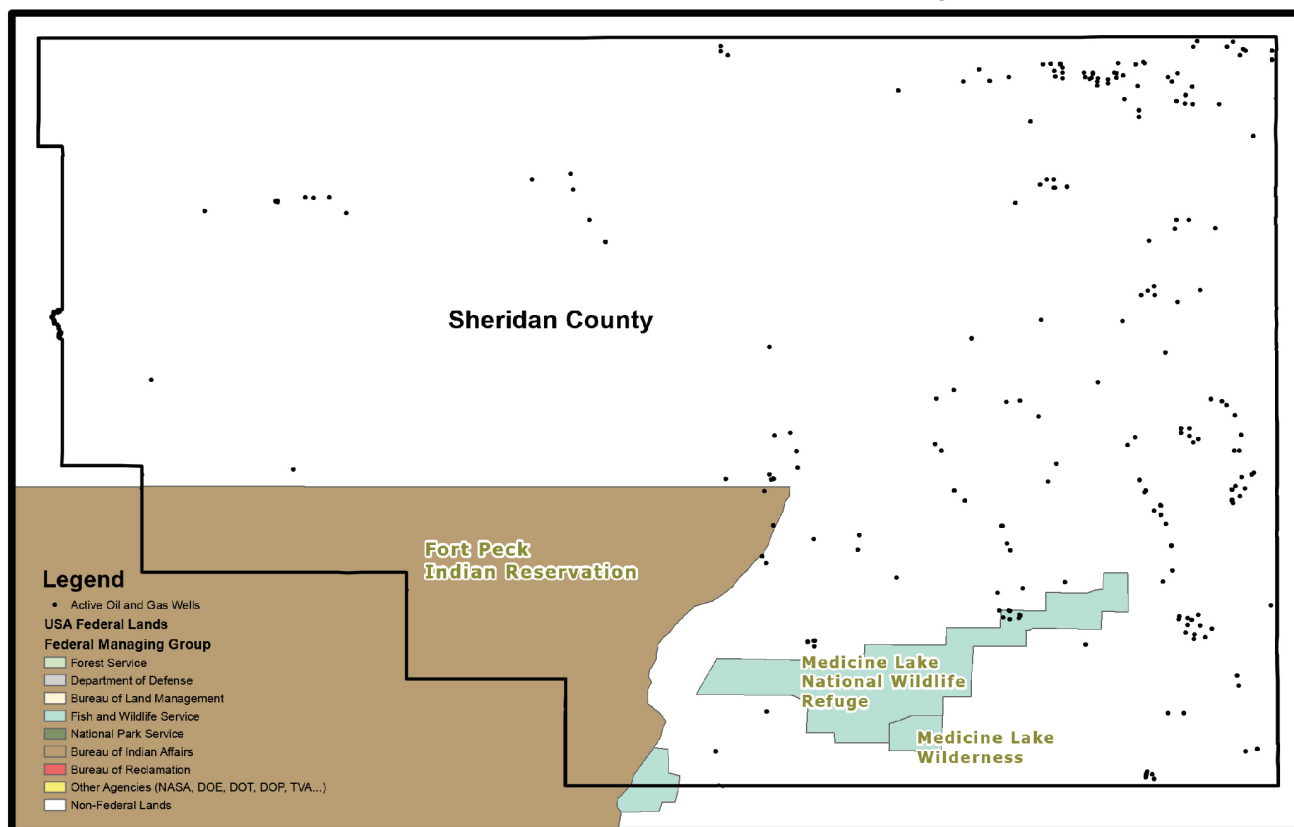 Sheridan County
Fort Peck
Indian Reservation
Legend
Active Oil and Gas Wells
USA Federal Lands
Federal Managing Group
Forest Service
Department of Defense
Bureau of Land Management
Fish and Wildlife Service
National Park Service
Bureau of Indian Affairs
Bureau of Reclamation
Other Agencies (NASA, DOE, DOT, DOP, TVA...)
Non-Federal Lands
Medicine Lake
National Wildlife
Refuge
Medicine Lake
Wilderness